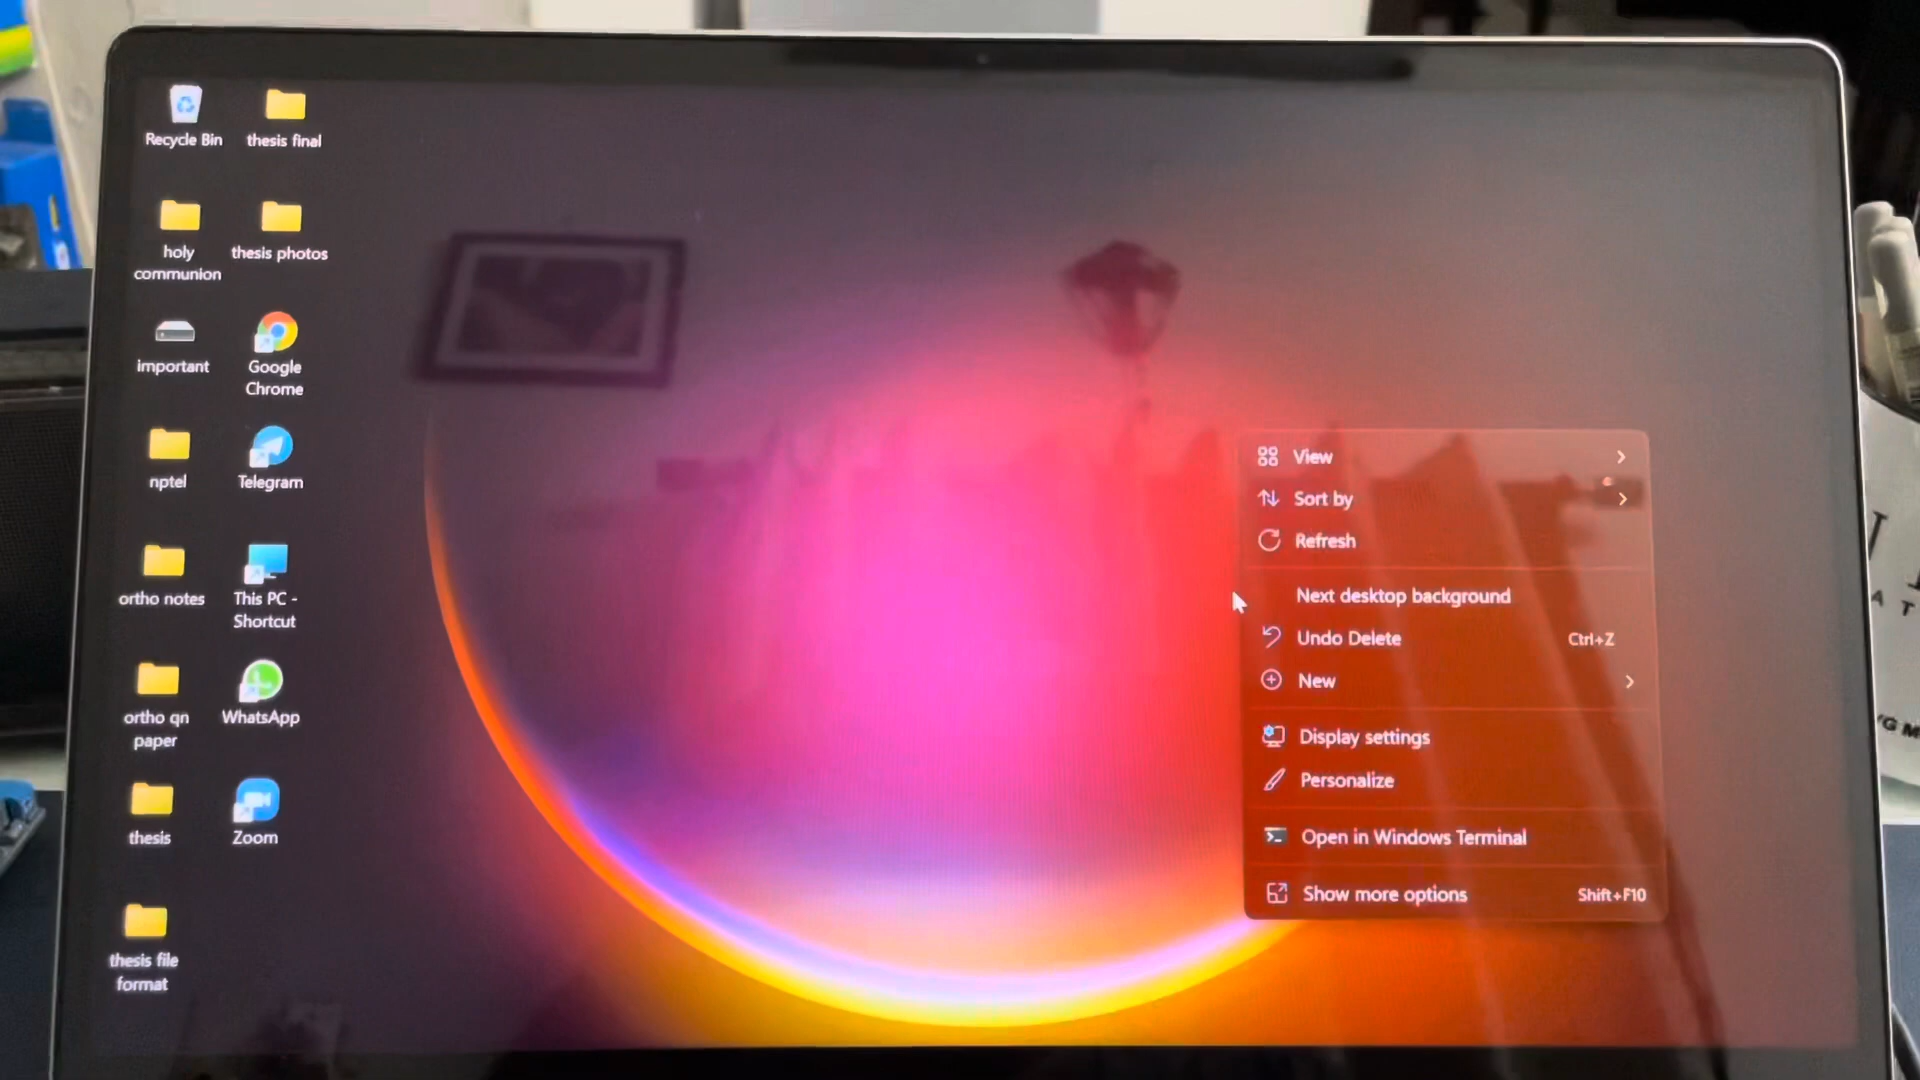 Recycle Bin
thesis final
holy
communion
thesis photos
important
Google
Chrome
nptel
Telegram
ortho notes
This PC -
Shortcut
ortho qn
paper
WhatsApp
thesis
Zoom
thesis file
format
View
Sort by
Refresh
Next desktop background
Undo Delete Ctrl+Z
New
Display settings
Personalize
Open in Windows Terminal
Show more options Shift+F10